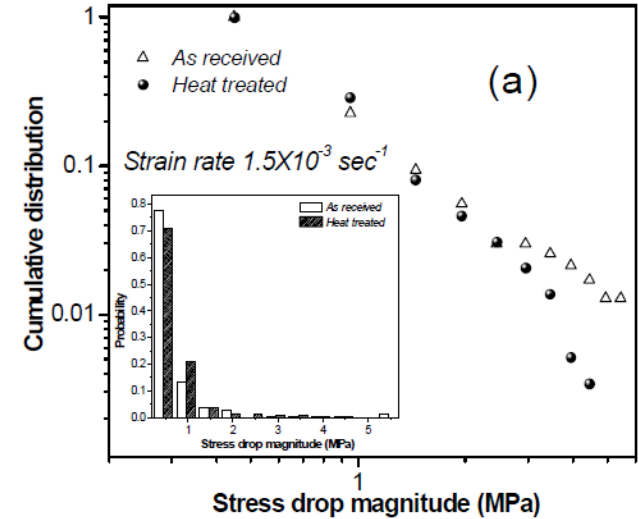 1
As received
Heat treated
(a)
0.1
Strain rate 1.5X10⁻³ sec⁻¹
0.01
Cumulative distribution
0.8
0.7
0.6
0.5
0.4
0.3
0.2
0.1
0.0
Probability
As received
Heat treated
1 2 3 4 5
Stress drop magnitude (MPa)
1
Stress drop magnitude (MPa)